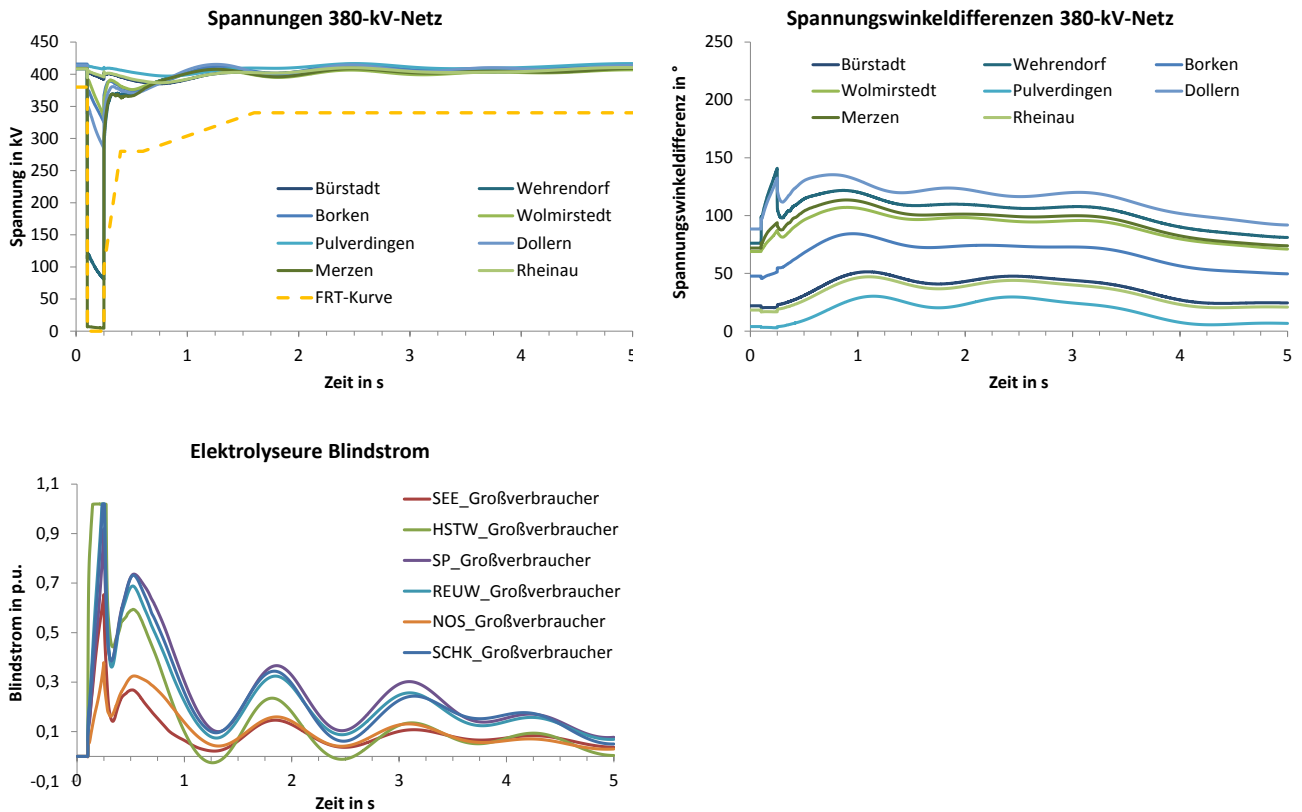 Spannungen 380-kV-Netz
Spannung in kV
450
400
350
300
250
200
150
100
50
0
0
1
2
3
4
5
Zeit in s
Bürstadt
Wehrendorf
Borken
Wolmirstedt
Pulverdingen
Dollern
Merzen
Rheinau
FRT-Kurve
Spannungswinkeldifferenzen 380-kV-Netz
Spannungswinkeldifferenz in °
250
200
150
100
50
0
0
1
2
3
4
5
Zeit in s
Bürstadt
Wehrendorf
Borken
Wolmirstedt
Pulverdingen
Dollern
Merzen
Rheinau
Elektrolyseure Blindstrom
Blindstrom in p.u.
1,1
0,9
0,7
0,5
0,3
0,1
-0,1
0
1
2
3
4
5
Zeit in s
SEE_Großverbraucher
HSTW_Großverbraucher
SP_Großverbraucher
REUW_Großverbraucher
NOS_Großverbraucher
SCHK_Großverbraucher